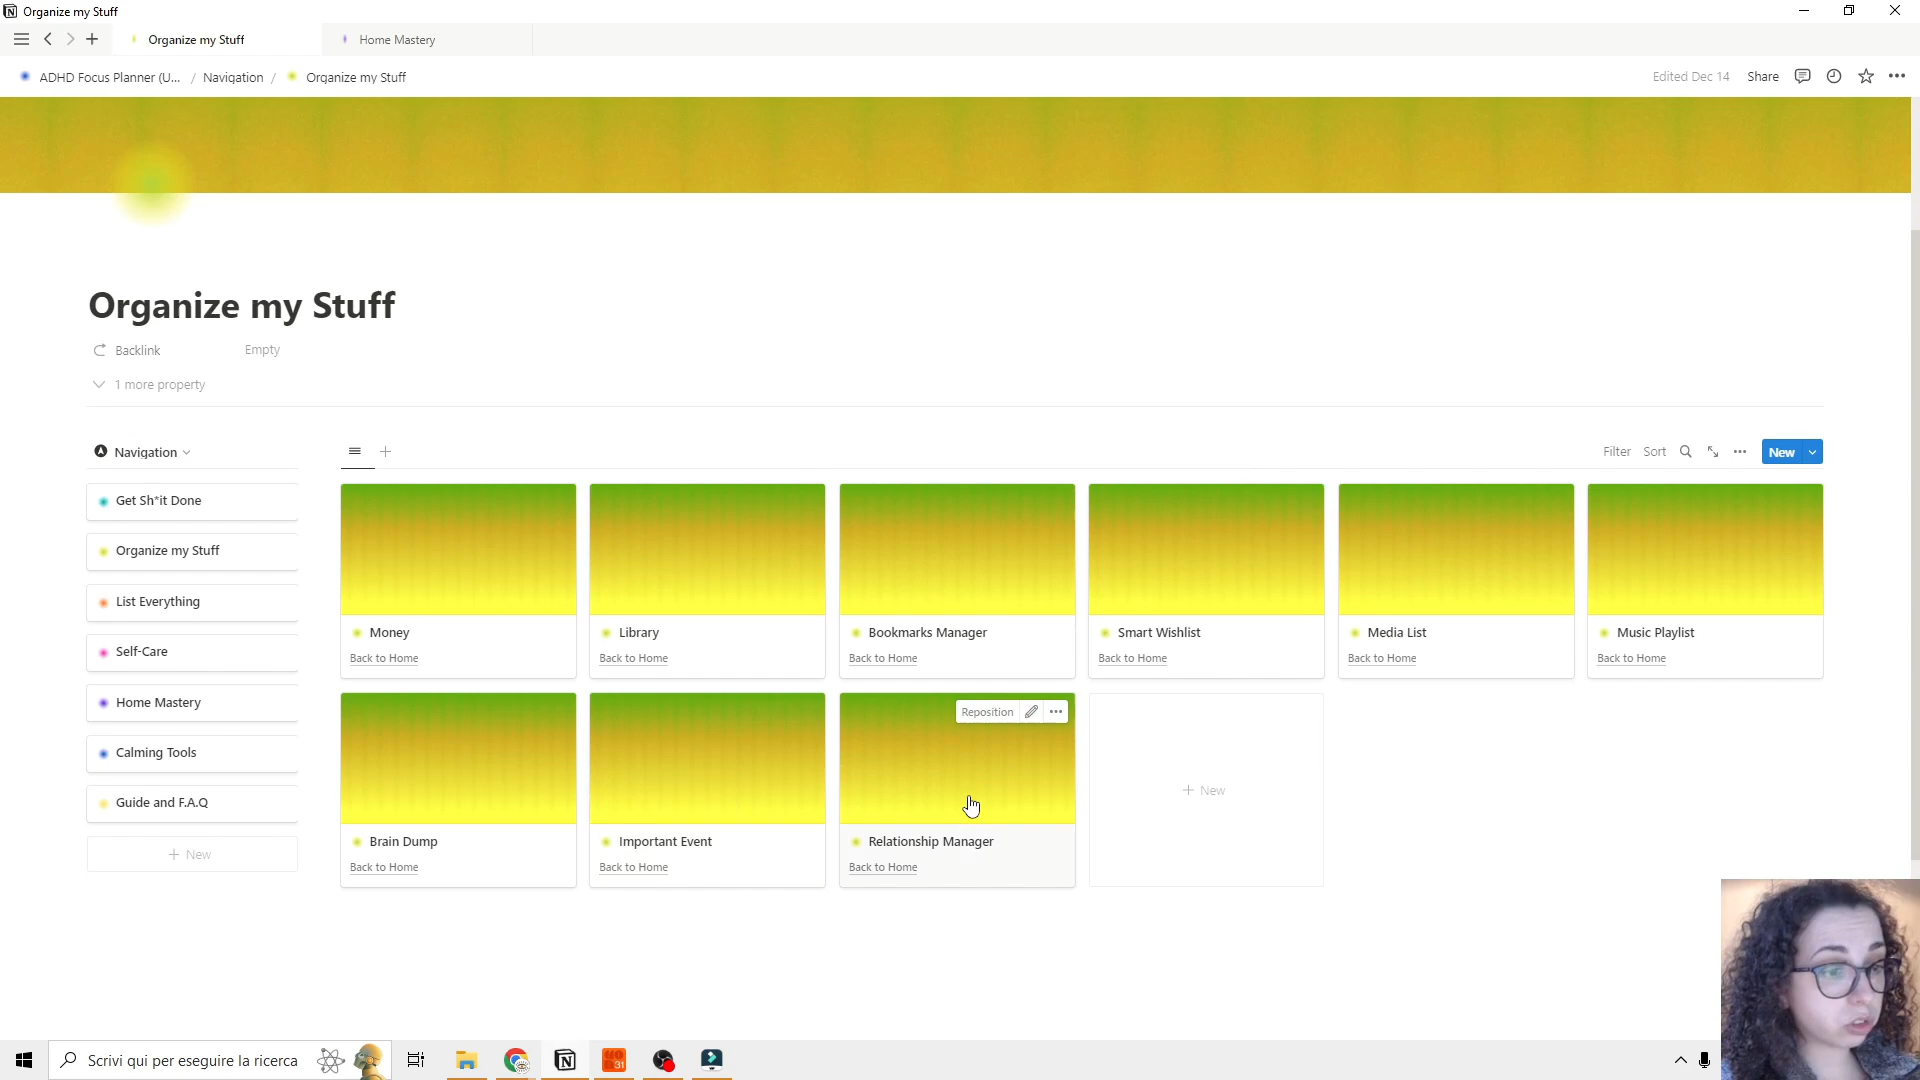 Organize my Stuff
Organize my Stuff
Home Mastery
ADHD Focus Planner (U... / Navigation / Organize my Stuff
Edited Dec 14
Share
Organize my Stuff
Backlink
Empty
1 more property
Navigation
Filter
Sort
New
Get Sh*it Done
Organize my Stuff
List Everything
Self-Care
Home Mastery
Calming Tools
Guide and F.A.Q
+ New
Money
Back to Home
Library
Back to Home
Bookmarks Manager
Back to Home
Smart Wishlist
Back to Home
Media List
Back to Home
Music Playlist
Back to Home
Brain Dump
Back to Home
Important Event
Back to Home
Reposition
Relationship Manager
Back to Home
+ New
Scrivi qui per eseguire la ricerca